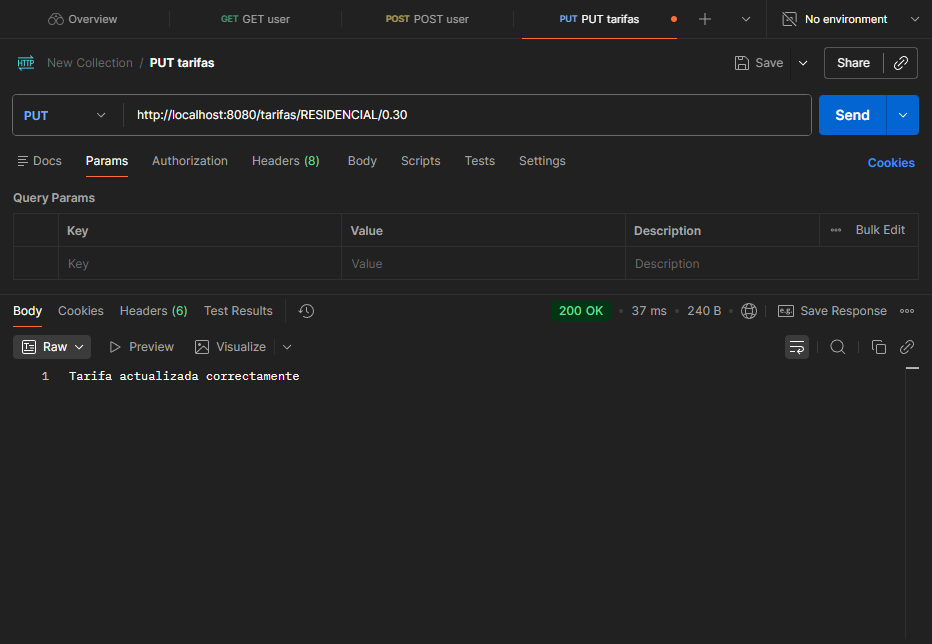 Overview GET GET user POST POST user PUT PUT tarifas No environment
HTTP New Collection / PUT tarifas Save Share
PUT http://localhost:8080/tarifas/RESIDENCIAL/0.30 Send
Docs Params Authorization Headers (8) Body Scripts Tests Settings Cookies
Query Params
Key Value Description Bulk Edit
Key Value Description
Body Cookies Headers (6) Test Results 200 OK 37 ms 240 B e.g. Save Response
Raw Preview Visualize
1 Tarifa actualizada correctamente